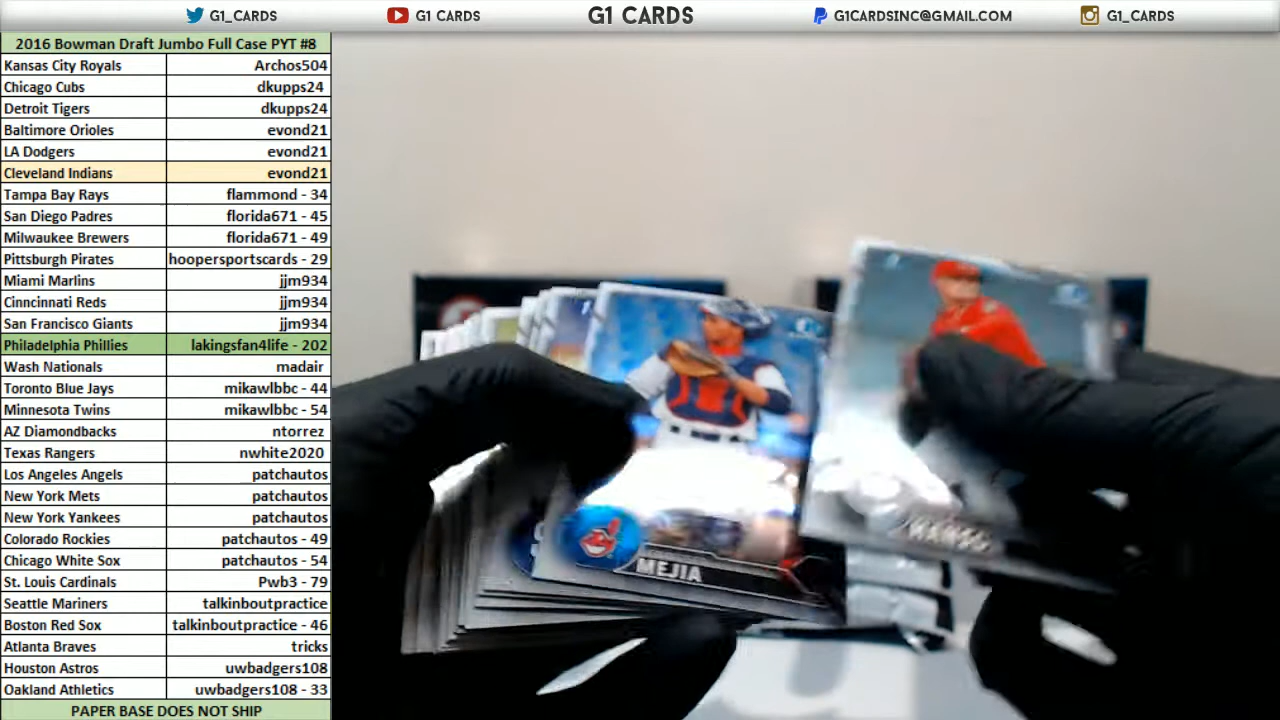 G1_CARDS G1 CARDS G1 CARDS G1CARDSINC@GMAIL.COM G1_CARDS
2016 Bowman Draft Jumbo Full Case PYT #8
Kansas City Royals Archos504
Chicago Cubs dkupps24
Detroit Tigers dkupps24
Baltimore Orioles evond21
LA Dodgers evond21
Cleveland Indians evond21
Tampa Bay Rays flammond - 34
San Diego Padres florida671 - 45
Milwaukee Brewers florida671 - 49
Pittsburgh Pirates hoopersportscards - 29
Miami Marlins jjm934
Cinncinnati Reds jjm934
San Francisco Giants jjm934
Philadelphia Phillies lakingsfan4life - 202
Wash Nationals madair
Toronto Blue Jays mikawlbbc - 44
Minnesota Twins mikawlbbc - 54
AZ Diamondbacks ntorrez
Texas Rangers nwhite2020
Los Angeles Angels patchautos
New York Mets patchautos
New York Yankees patchautos
Colorado Rockies patchautos - 49
Chicago White Sox patchautos - 54
St. Louis Cardinals Pwb3 - 79
Seattle Mariners talkinboutpractice
Boston Red Sox talkinboutpractice - 46
Atlanta Braves tricks
Houston Astros uwbadgers108
Oakland Athletics uwbadgers108 - 33
PAPER BASE DOES NOT SHIP
MEJIA